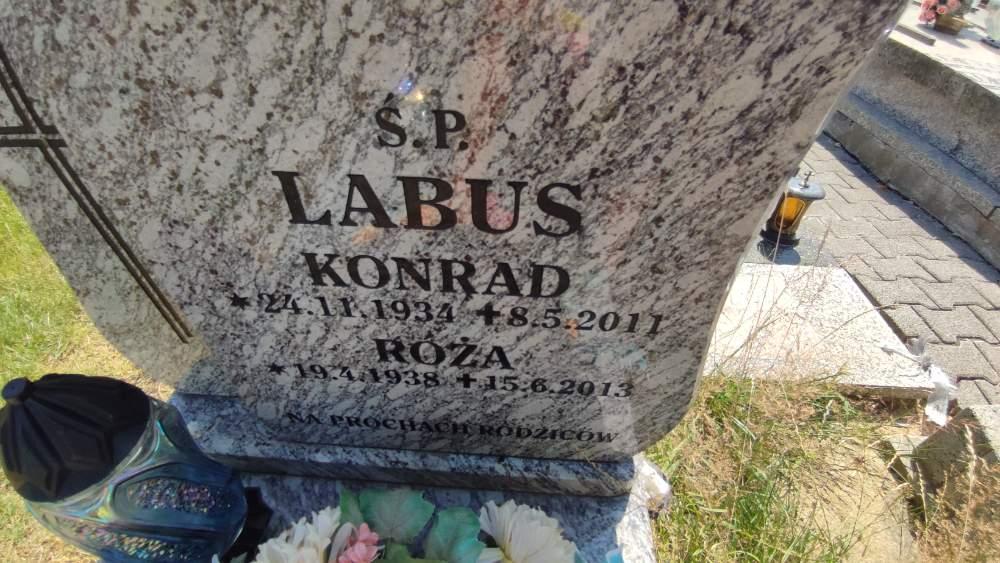 Ś.P.
LABUS
KONRAD
*24.11.1934 ✝8.5.2011
RÓŻA
*19.4.1938 ✝15.6.2013
NA PROCHACH RODZICÓW